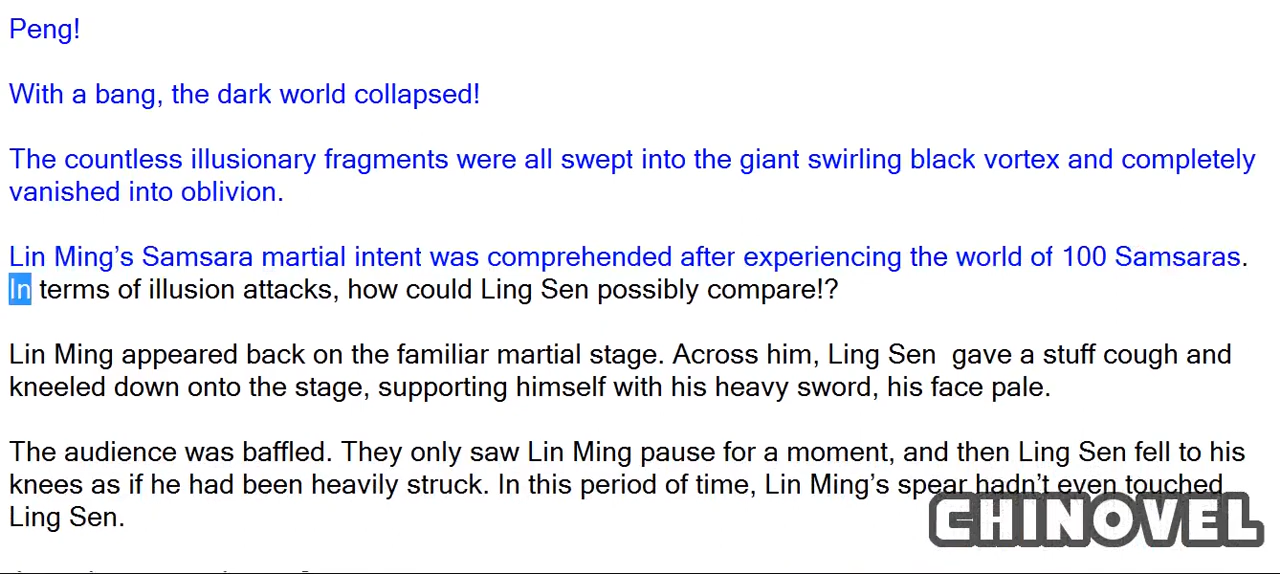 Peng!
With a bang, the dark world collapsed!
The countless illusionary fragments were all swept into the giant swirling black vortex and completely
vanished into oblivion.
Lin Ming’s Samsara martial intent was comprehended after experiencing the world of 100 Samsaras.
In terms of illusion attacks, how could Ling Sen possibly compare!?
Lin Ming appeared back on the familiar martial stage. Across him, Ling Sen  gave a stuff cough and
kneeled down onto the stage, supporting himself with his heavy sword, his face pale.
The audience was baffled. They only saw Lin Ming pause for a moment, and then Ling Sen fell to his
knees as if he had been heavily struck. In this period of time, Lin Ming’s spear hadn’t even touched
Ling Sen.
CHINOVEL